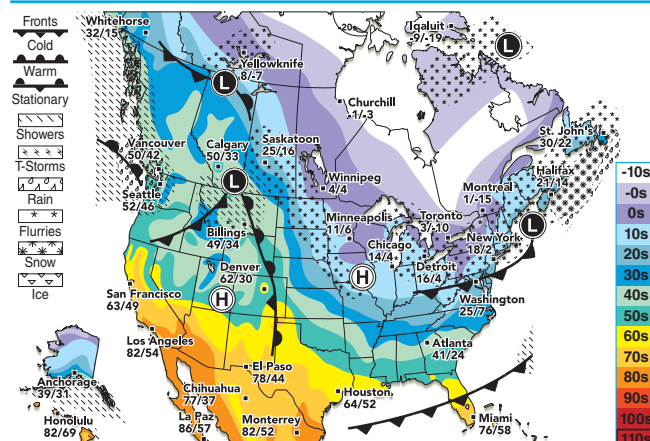 Fronts
Cold
Warm
Stationary
Showers
T-Storms
Rain
Flurries
Snow
Ice
Whitehorse
32/15
-20s
Iqaluit
-9/-19
L
Yellowknife
8/-7
L
Churchill
-1/-3
St. John's
30/22
Vancouver
50/42
Calgary
50/33
Saskatoon
25/16
Halifax
21/14
Winnipeg
4/4
Montreal
1/-15
Seattle
52/46
L
Minneapolis
11/6
Toronto
3/-10
L
Billings
49/34
Chicago
14/4
New York
18/2
Denver
62/30
H
Detroit
16/4
San Francisco
63/49
H
Washington
25/7
Los Angeles
82/54
Atlanta
41/24
El Paso
78/44
Anchorage
39/31
Chihuahua
77/37
Houston
64/52
Honolulu
82/69
La Paz
86/57
Monterrey
82/52
Miami
76/58
-10s
-0s
0s
10s
20s
30s
40s
50s
60s
70s
80s
90s
100s
110s